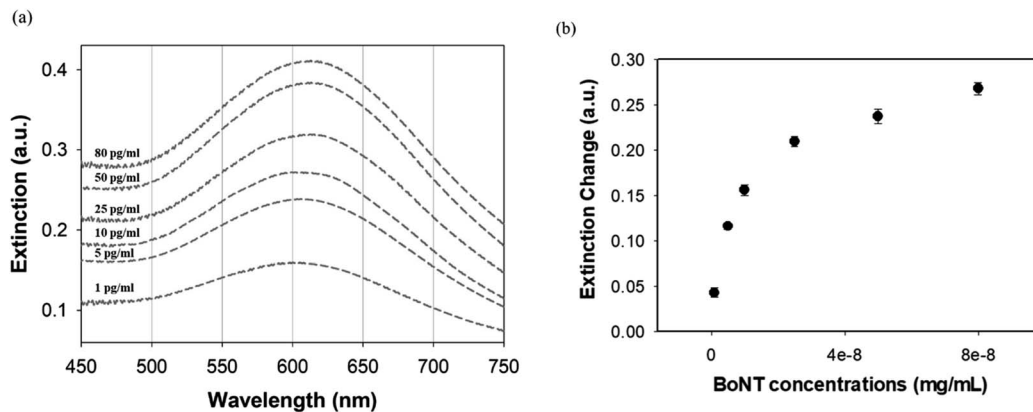 (a)
Extinction (a.u.)
0.4
0.3
0.2
0.1
80 pg/ml
50 pg/ml
25 pg/ml
10 pg/ml
5 pg/ml
1 pg/ml
450 500 550 600 650 700 750
Wavelength (nm)
(b)
Extinction Change (a.u.)
0.30
0.25
0.20
0.15
0.10
0.05
0.00
0 4e-8 8e-8
BoNT concentrations (mg/mL)